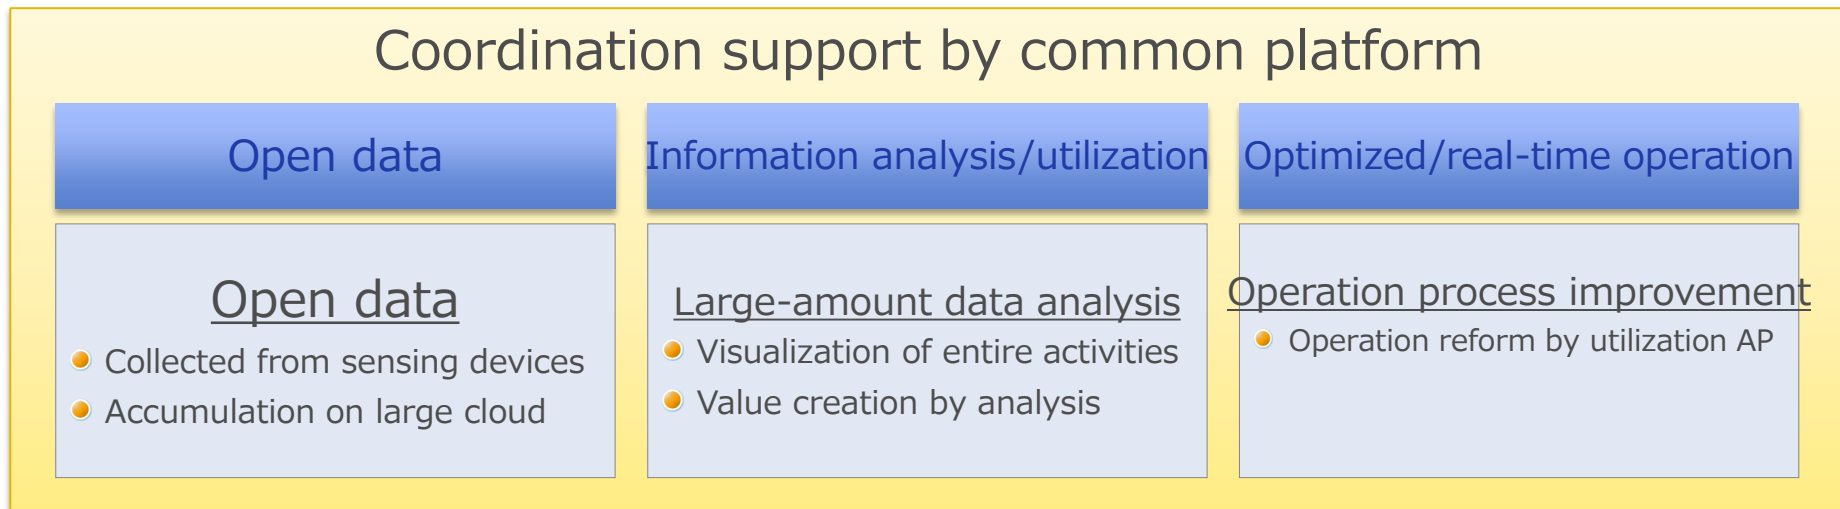 Coordination support by common platform
Open data
Information analysis/utilization
Optimized/real-time operation
Open data
Collected from sensing devices
Accumulation on large cloud
Large-amount data analysis
Visualization of entire activities
Value creation by analysis
Operation process improvement
Operation reform by utilization AP